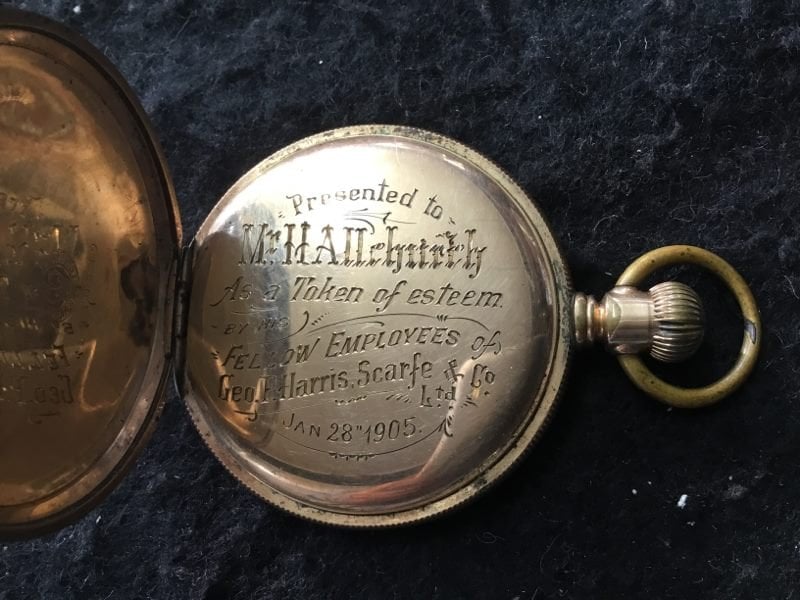 Presented to
Mr H Allchurch
As a Token of esteem
BY HIS
FELLOW EMPLOYEES of
Geo. P. Harris, Scarfe & Co
Ltd
JAN 28" 1905.